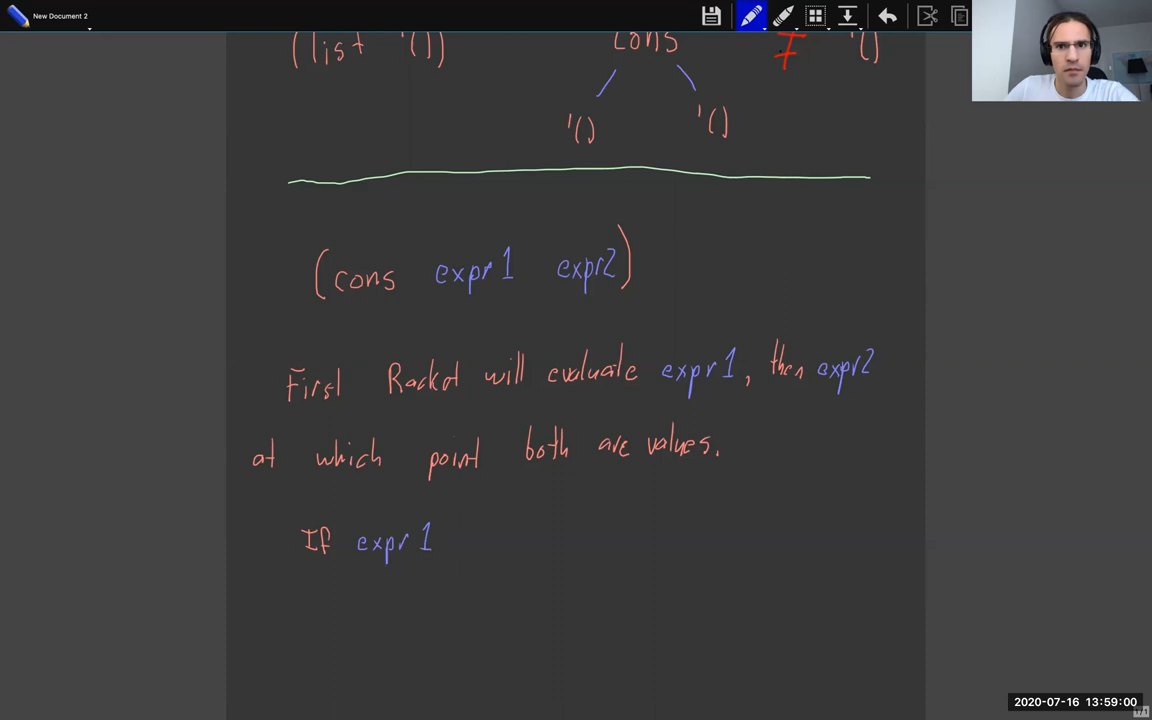 New Document 2
(list '()) cons ≠ '()
'() '()
(cons expr1 expr2)
First Racket will evaluate expr1, then expr2
at which point both are values.
If expr1
2020-07-16 13:59:00